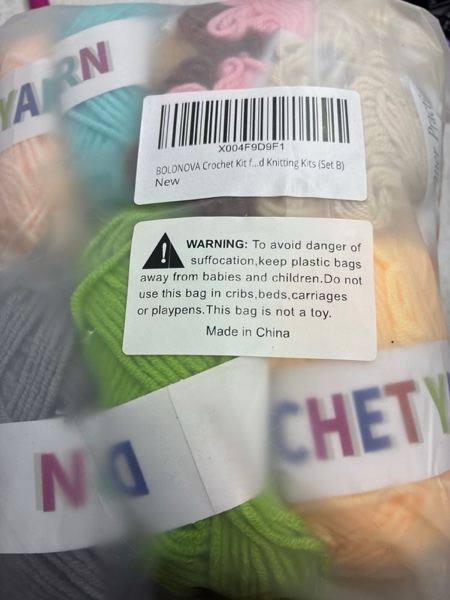 YARN
X004F9D9F1
BOLDNOVA Crochet Kit f...d Knitting Kits (Set B)
New
WARNING: To avoid danger of
suffocation,keep plastic bags
away from babies and children.Do not
use this bag in cribs,beds,carriages
or playpens.This bag is not a toy.
Made in China
CHET Y
N